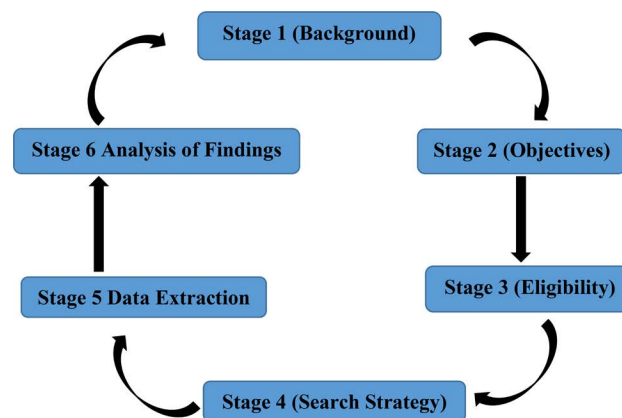 Stage 1 (Background)
Stage 2 (Objectives)
Stage 3 (Eligibility)
Stage 4 (Search Strategy)
Stage 5 Data Extraction
Stage 6 Analysis of Findings